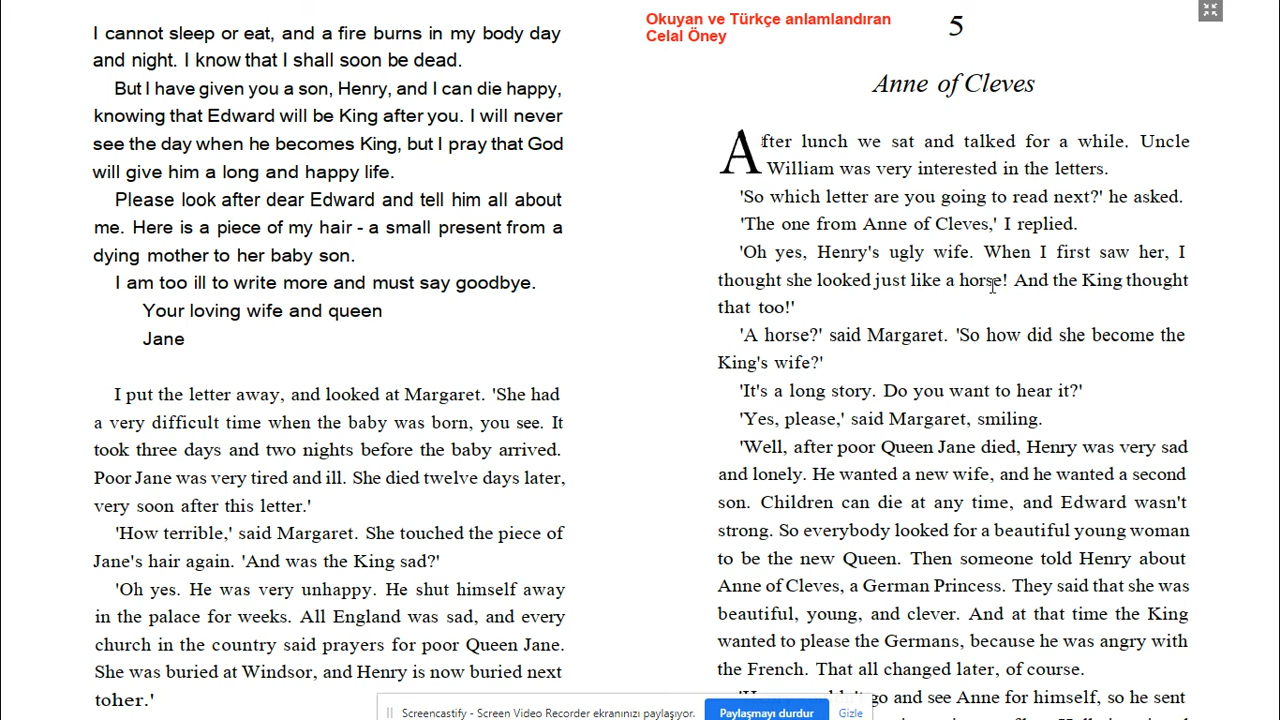 I cannot sleep or eat, and a fire burns in my body day
and night. I know that I shall soon be dead.
But I have given you a son, Henry, and I can die happy,
knowing that Edward will be King after you. I will never
see the day when he becomes King, but I pray that God
will give him a long and happy life.
Please look after dear Edward and tell him all about
me. Here is a piece of my hair - a small present from a
dying mother to her baby son.
I am too ill to write more and must say goodbye.
Your loving wife and queen
Jane
I put the letter away, and looked at Margaret. 'She had
a very difficult time when the baby was born, you see. It
took three days and two nights before the baby arrived.
Poor Jane was very tired and ill. She died twelve days later,
very soon after this letter.'
'How terrible,' said Margaret. She touched the piece of
Jane's hair again. 'And was the King sad?'
'Oh yes. He was very unhappy. He shut himself away
in the palace for weeks. All England was sad, and every
church in the country said prayers for poor Queen Jane.
She was buried at Windsor, and Henry is now buried next
toher.'
Okuyan ve Türkçe anlamlandıran
Celal Öney
5
Anne of Cleves
After lunch we sat and talked for a while. Uncle
William was very interested in the letters.
'So which letter are you going to read next?' he asked.
'The one from Anne of Cleves,' I replied.
'Oh yes, Henry's ugly wife. When I first saw her, I
thought she looked just like a horse! And the King thought
that too!'
'A horse?' said Margaret. 'So how did she become the
King's wife?'
'It's a long story. Do you want to hear it?'
'Yes, please,' said Margaret, smiling.
'Well, after poor Queen Jane died, Henry was very sad
and lonely. He wanted a new wife, and he wanted a second
son. Children can die at any time, and Edward wasn't
strong. So everybody looked for a beautiful young woman
to be the new Queen. Then someone told Henry about
Anne of Cleves, a German Princess. They said that she was
beautiful, young, and clever. And at that time the King
wanted to please the Germans, because he was angry with
the French. That all changed later, of course.
go and see Anne for himself, so he sent
Screencastify - Screen Video Recorder ekranınızı paylaşıyor.
Paylaşmayı durdur
Gizle